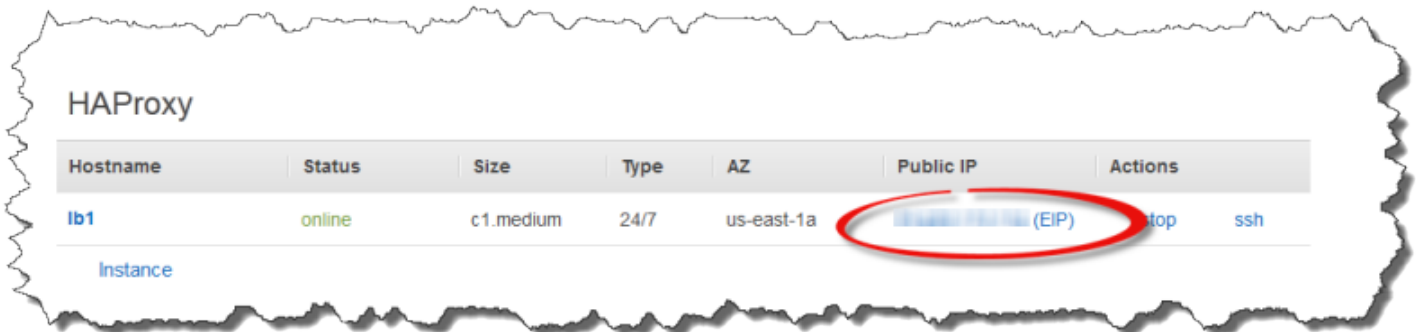 HAProxy
Hostname Status Size Type AZ Public IP Actions
lb1 online c1.medium 24/7 us-east-1a (EIP) stop ssh
Instance